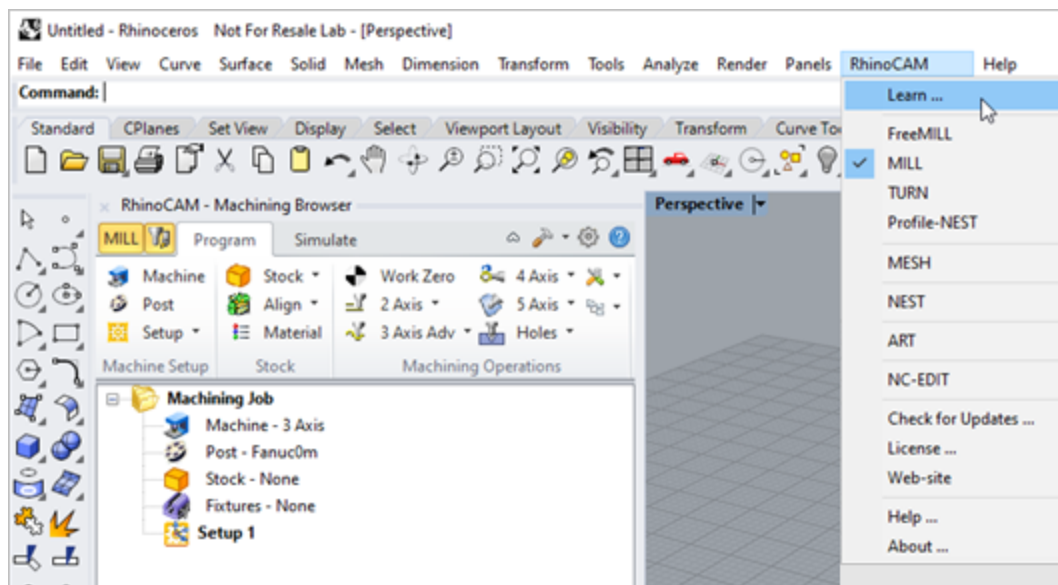 Untitled - Rhinoceros Not For Resale Lab - [Perspective]
File Edit View Curve Surface Solid Mesh Dimension Transform Tools Analyze Render Panels RhinoCAM Help
Command:
Standard CPlanes Set View Display Select Viewport Layout Visibility Transform Curve Too
RhinoCAM - Machining Browser
MILL Program Simulate
Machine Stock Work Zero 4 Axis
Post Align 2 Axis 5 Axis
Setup Material 3 Axis Adv Holes
Machine Setup Stock Machining Operations
Machining Job
Machine - 3 Axis
Post - Fanuc0m
Stock - None
Fixtures - None
Setup 1
Perspective
Learn ...
FreeMILL
MILL
TURN
Profile-NEST
MESH
NEST
ART
NC-EDIT
Check for Updates ...
License ...
Web-site
Help ...
About ...